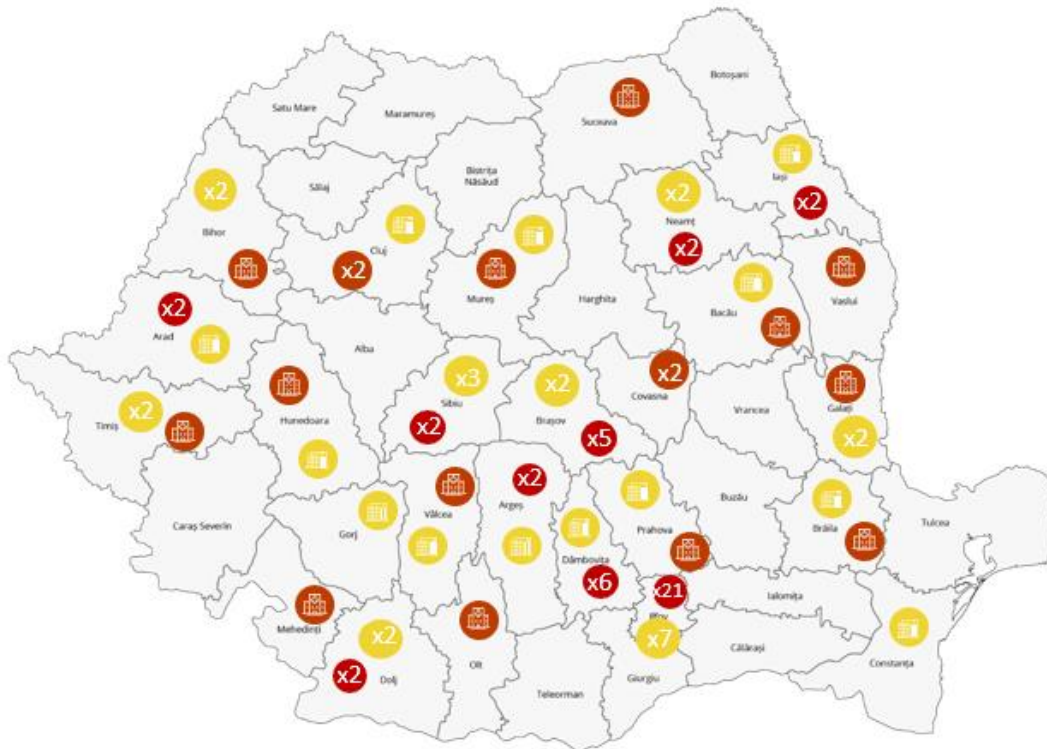 Botoșani
Satu Mare
Maramureș
Suceava
Iași
Bistrița
Năsăud
Sălaj
x2
x2
x2
Neamț
Bihor
x2
Cluj
x2
Mureș
Harghita
Bacău
Vaslui
x2
Arad
Alba
x3
x2
x2
Sibiu
Covasna
Galați
x2
Timiș
Hunedoara
x2
Brașov
Vrancea
x5
x2
x2
Argeș
Vâlcea
Buzău
Tulcea
Caraș Severin
Gorj
Prahova
Brăila
Dâmbovița
x6
x21
Ialomița
Mehedinți
x2
x7
Călărași
Constanța
Olt
x2
Dolj
Giurgiu
Teleorman